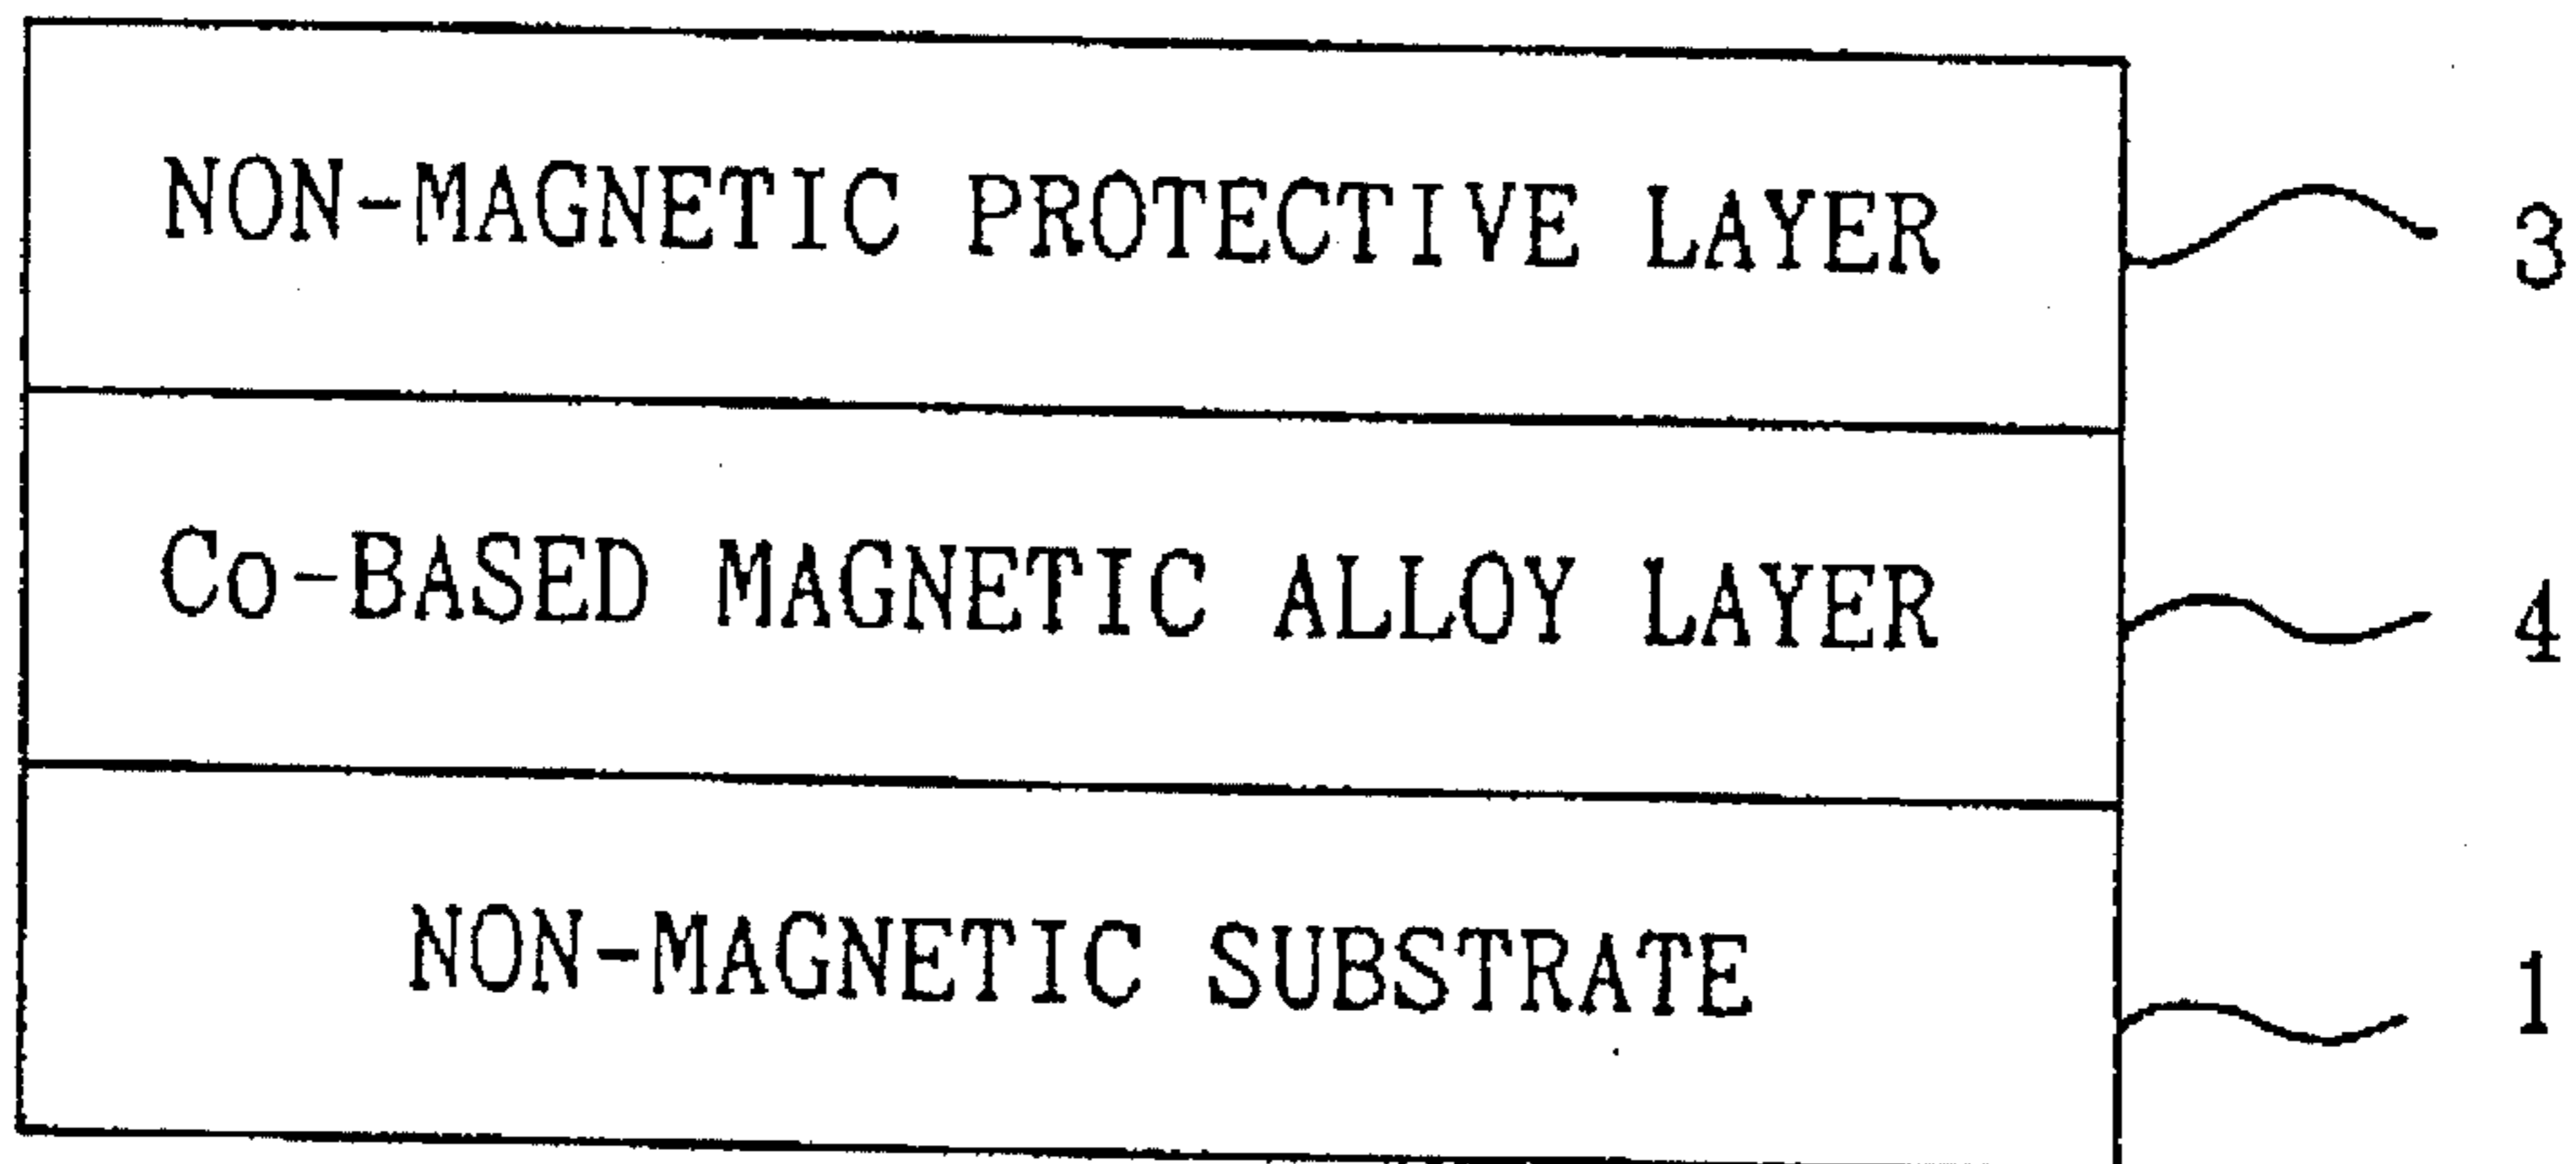 NON-MAGNETIC PROTECTIVE LAYER 3
Co-BASED MAGNETIC ALLOY LAYER 4
NON-MAGNETIC SUBSTRATE 1